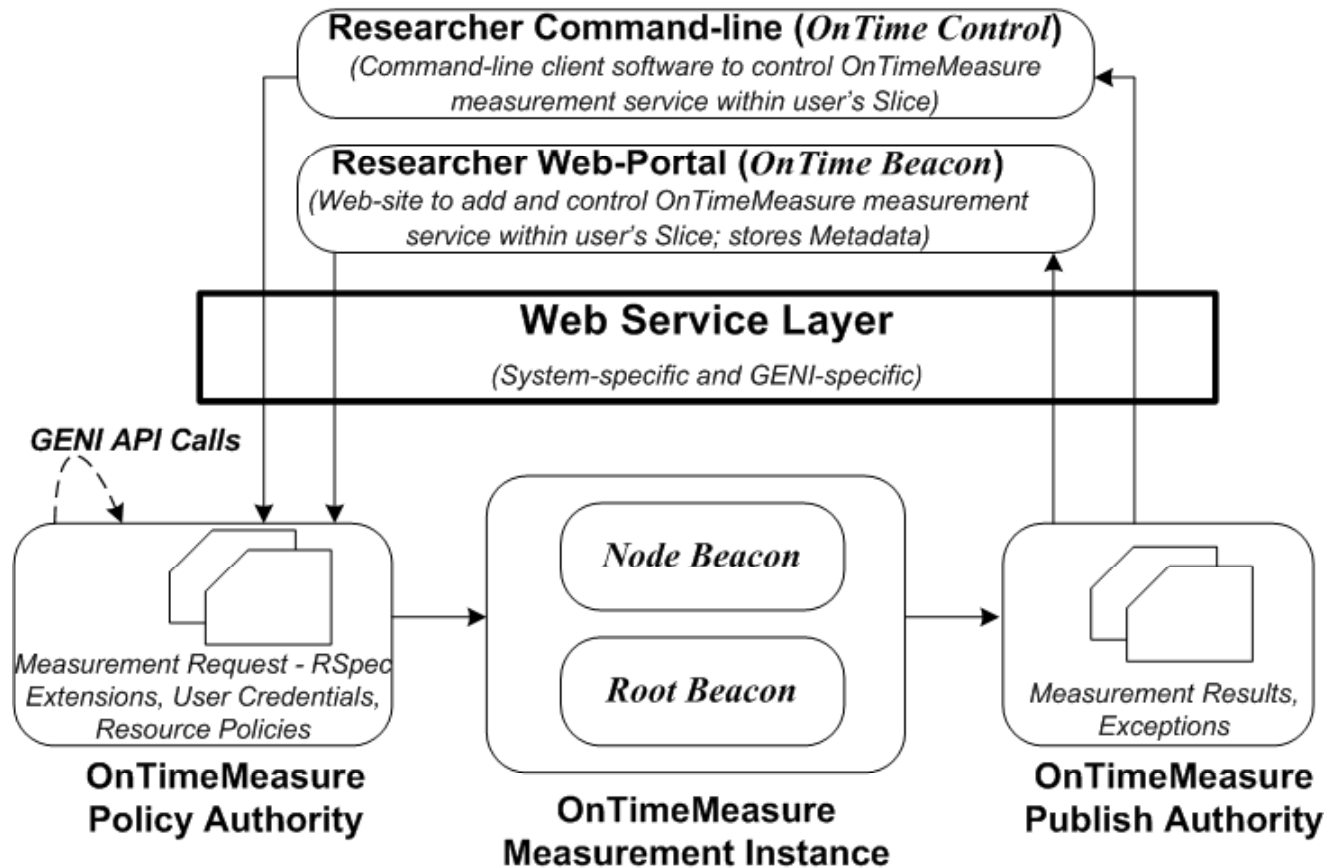 Researcher Command-line (OnTime Control)
(Command-line client software to control OnTimeMeasure
measurement service within user's Slice)
Researcher Web-Portal (OnTime Beacon)
(Web-site to add and control OnTimeMeasure measurement
service within user's Slice; stores Metadata)
Web Service Layer
(System-specific and GENI-specific)
GENI API Calls
Measurement Request - RSpec
Extensions, User Credentials,
Resource Policies
OnTimeMeasure
Policy Authority
Node Beacon
Root Beacon
OnTimeMeasure
Measurement Instance
Measurement Results,
Exceptions
OnTimeMeasure
Publish Authority